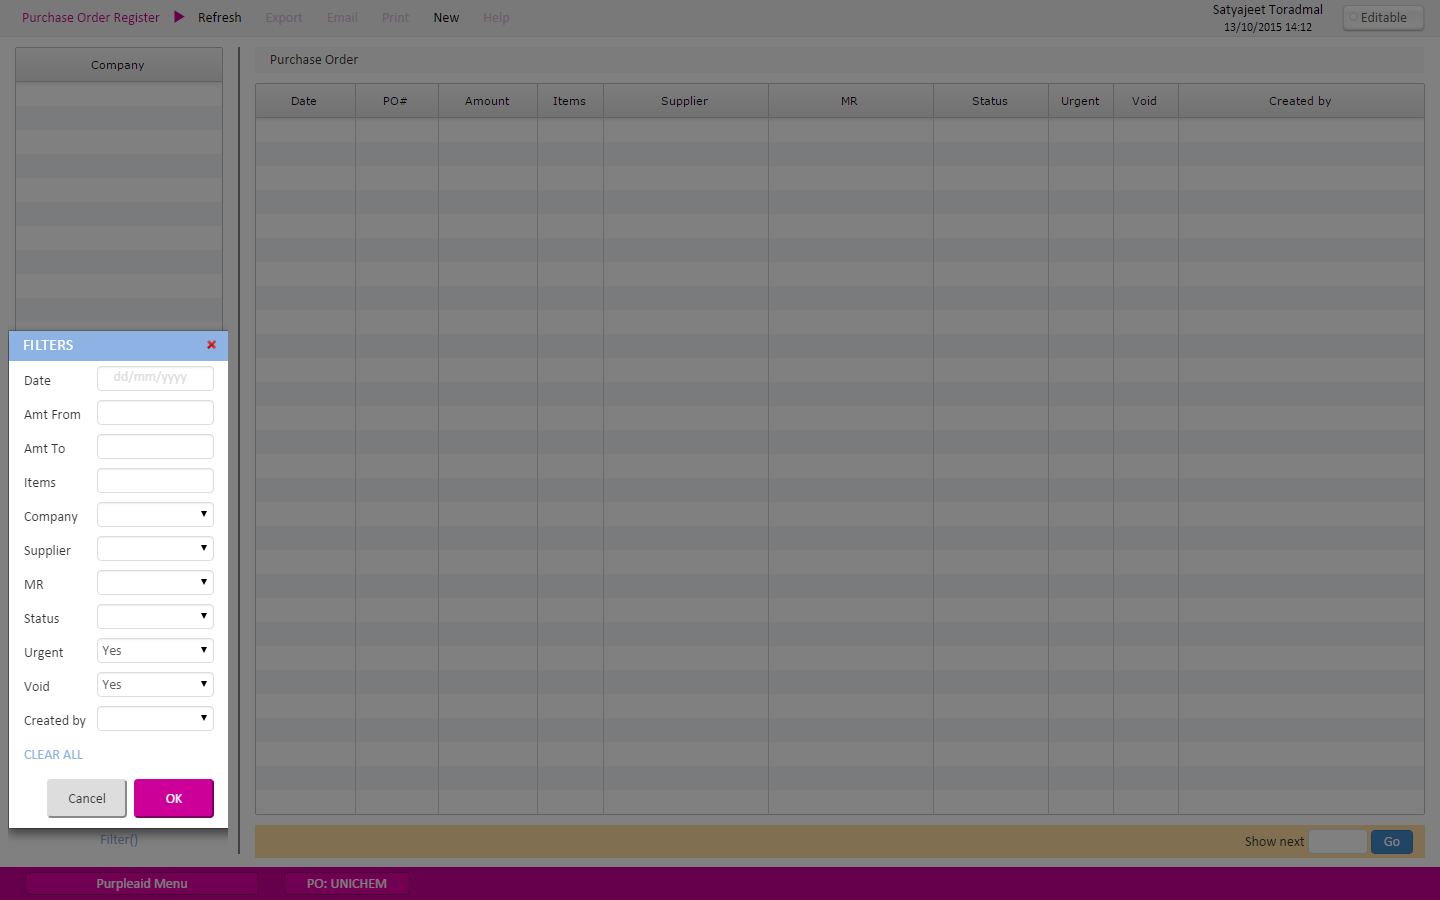 Purchase Order Register Refresh Export Email Print New Help
Satyajeet Toradmal
13/10/2015 14:12
Editable
Company
Purchase Order
Date PO# Amount Items Supplier MR Status Urgent Void Created by
FILTERS
Date dd/mm/yyyy
Amt From
Amt To
Items
Company
Supplier
MR
Status
Urgent Yes
Void Yes
Created by
CLEAR ALL
Cancel OK
Filter()
Show next Go
Purpleaid Menu PO: UNICHEM